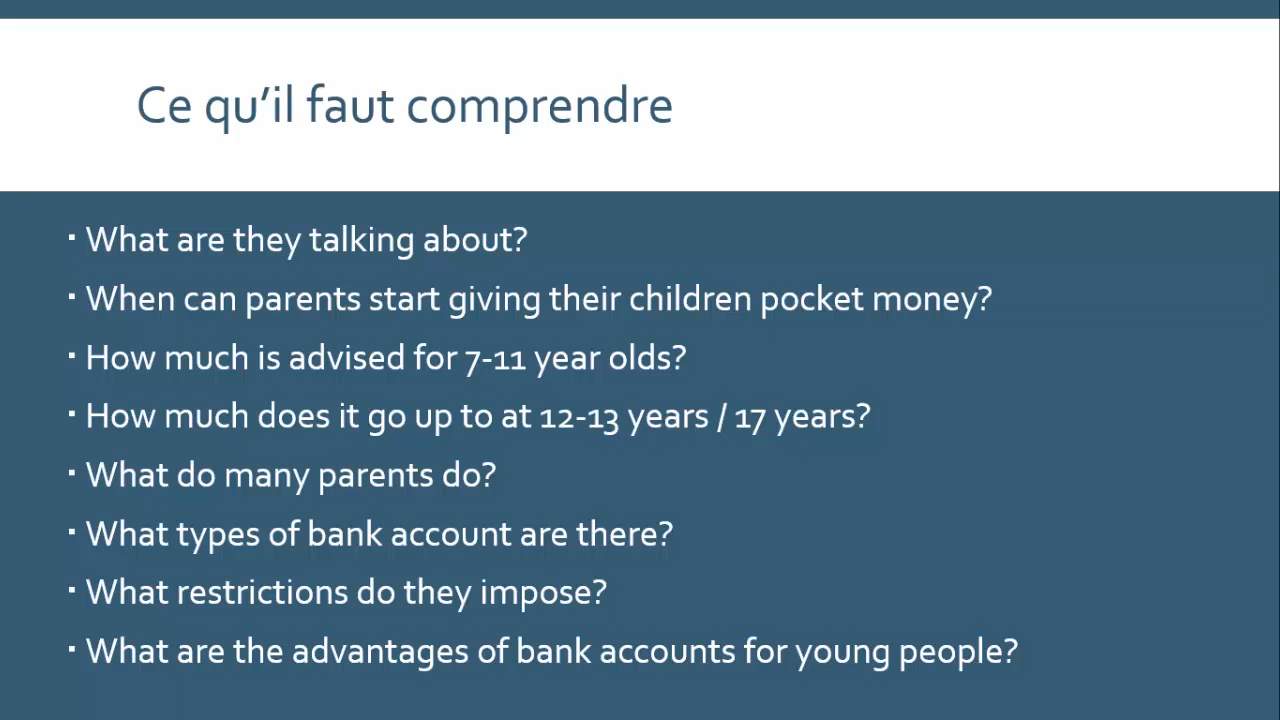 Ce qu’il faut comprendre
▪ What are they talking about?
▪ When can parents start giving their children pocket money?
▪ How much is advised for 7-11 year olds?
▪ How much does it go up to at 12-13 years / 17 years?
▪ What do many parents do?
▪ What types of bank account are there?
▪ What restrictions do they impose?
▪ What are the advantages of bank accounts for young people?